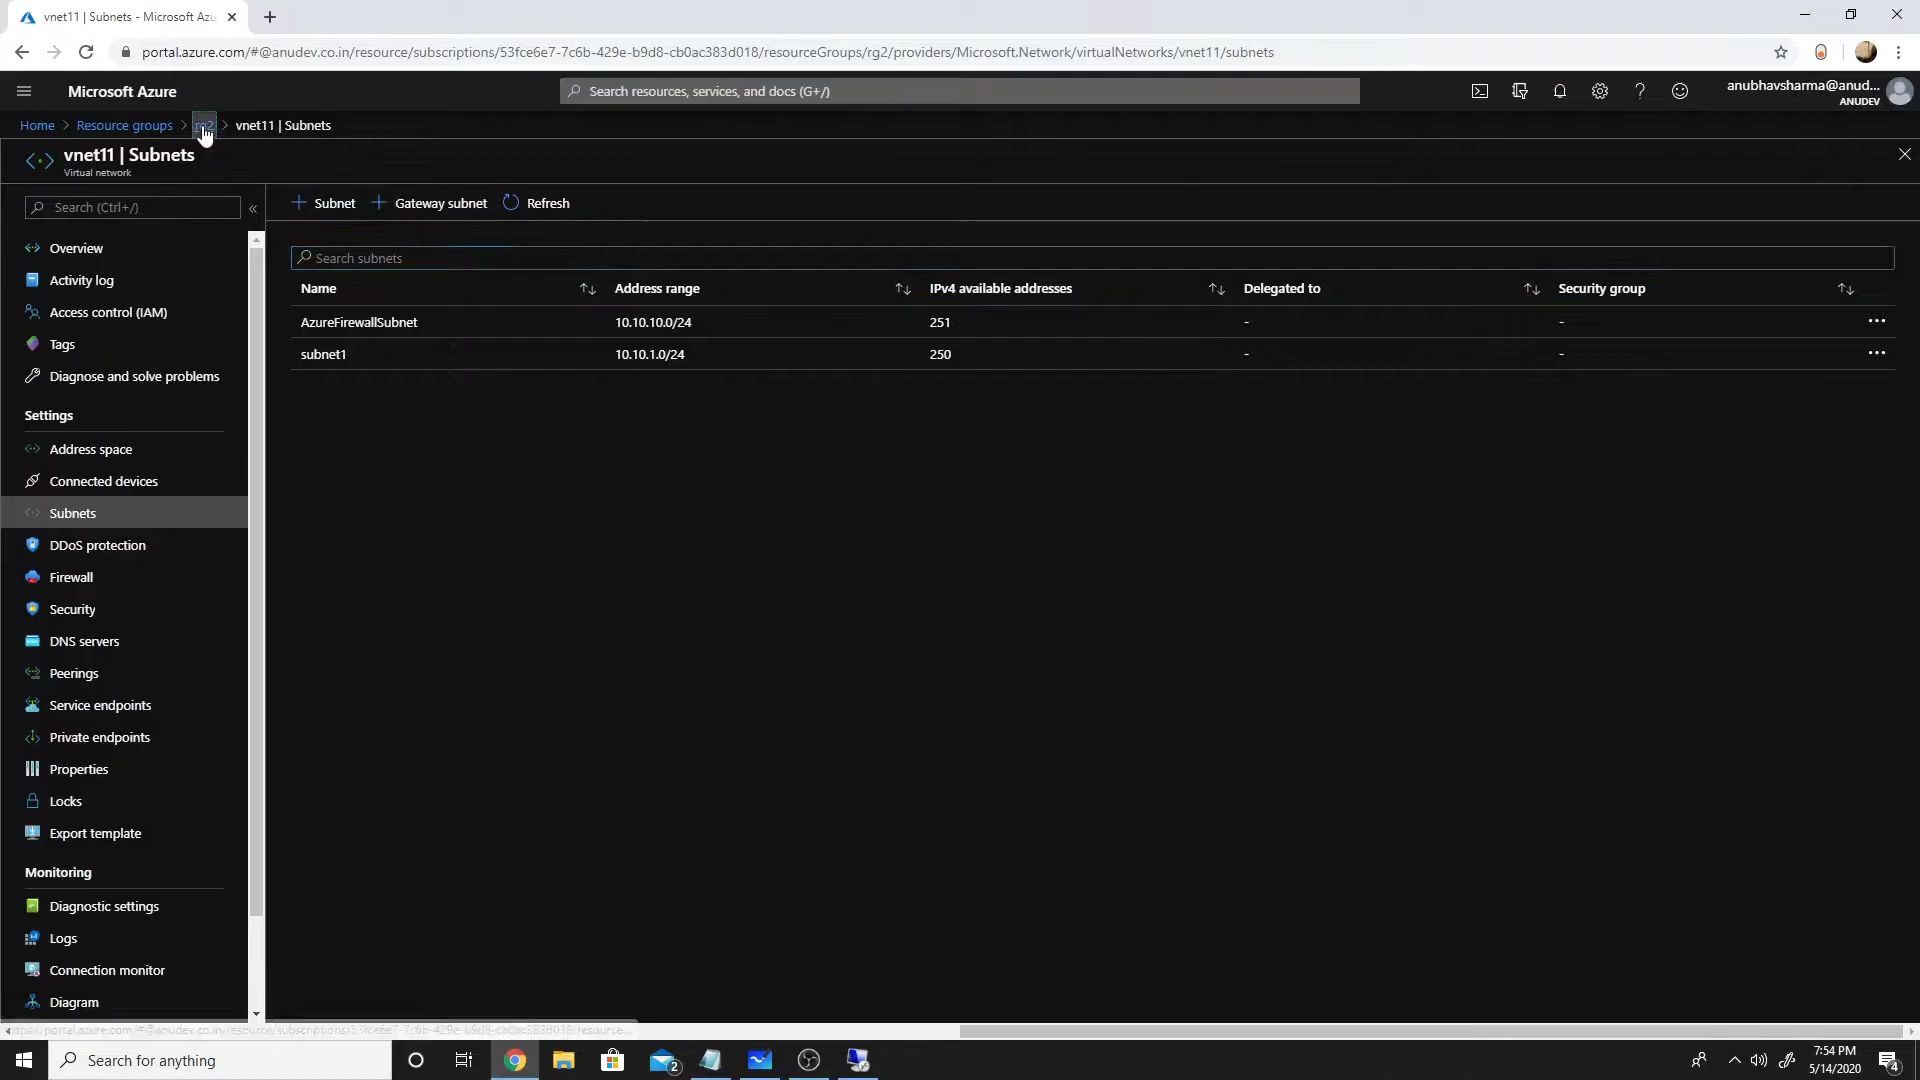 vnet11 | Subnets - Microsoft Azu
portal.azure.com/#@anudev.co.in/resource/subscriptions/53fce6e7-7c6b-429e-b9d8-cb0ac383d018/resourceGroups/rg2/providers/Microsoft.Network/virtualNetworks/vnet11/subnets
Microsoft Azure
Search resources, services, and docs (G+/)
anubhavsharma@anud...
ANUDEV
Home > Resource groups > rg2 > vnet11 | Subnets
vnet11 | Subnets
Virtual network
Search (Ctrl+/)
Overview
Activity log
Access control (IAM)
Tags
Diagnose and solve problems
Settings
Address space
Connected devices
Subnets
DDoS protection
Firewall
Security
DNS servers
Peerings
Service endpoints
Private endpoints
Properties
Locks
Export template
Monitoring
Diagnostic settings
Logs
Connection monitor
Diagram
+ Subnet + Gateway subnet Refresh
Search subnets
Name Address range IPv4 available addresses Delegated to Security group
AzureFirewallSubnet 10.10.10.0/24 251 - -
subnet1 10.10.1.0/24 250 - -
Search for anything
2
7:54 PM
5/14/2020
4